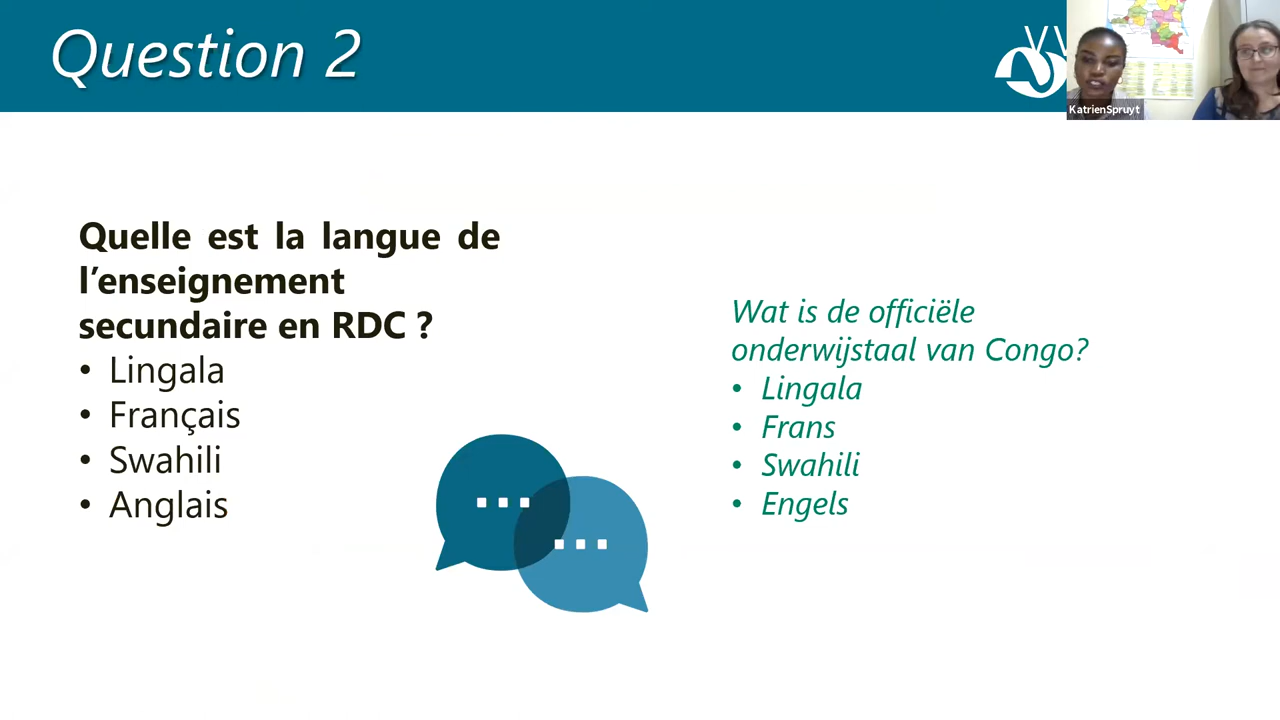 Question 2
VV
KatrienSpruyt
Quelle est la langue de
l’enseignement
secundaire en RDC ?
• Lingala
• Français
• Swahili
• Anglais
Wat is de officiële
onderwijstaal van Congo?
• Lingala
• Frans
• Swahili
• Engels